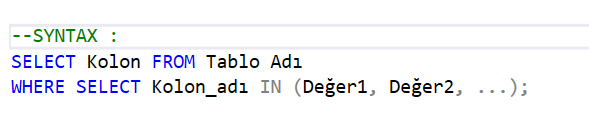 --SYNTAX :
SELECT Kolon FROM Tablo Adı
WHERE SELECT Kolon_adı IN (Değer1, Değer2, ...);